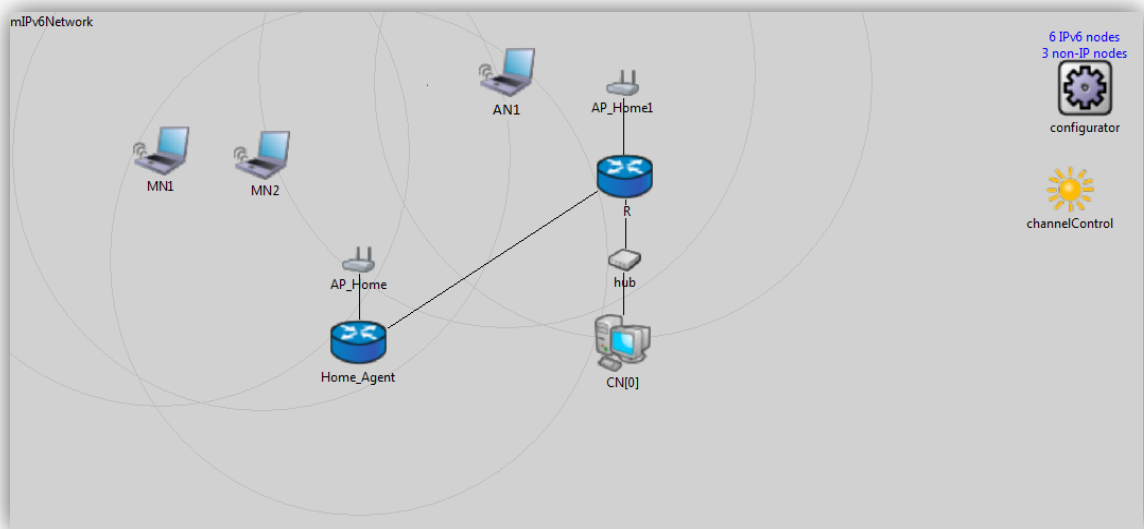 mIPv6Network
6 IPv6 nodes
3 non-IP nodes
configurator
AN1
AP_Home1
MN1
MN2
R
channelControl
AP_Home
hub
Home_Agent
CN[0]